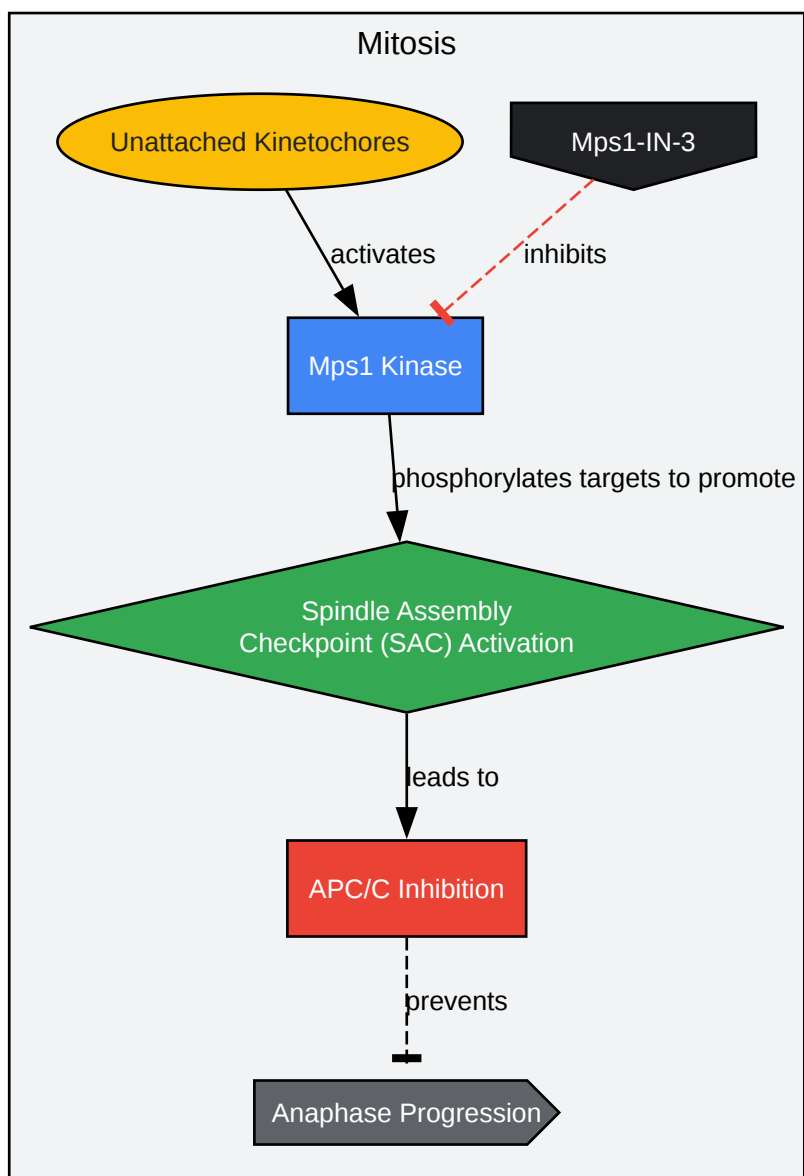 Mitosis
Unattached Kinetochores
Mps1-IN-3
activates
inhibits
Mps1 Kinase
phosphorylates targets to promote
Spindle Assembly
Checkpoint (SAC) Activation
leads to
APC/C Inhibition
prevents
Anaphase Progression